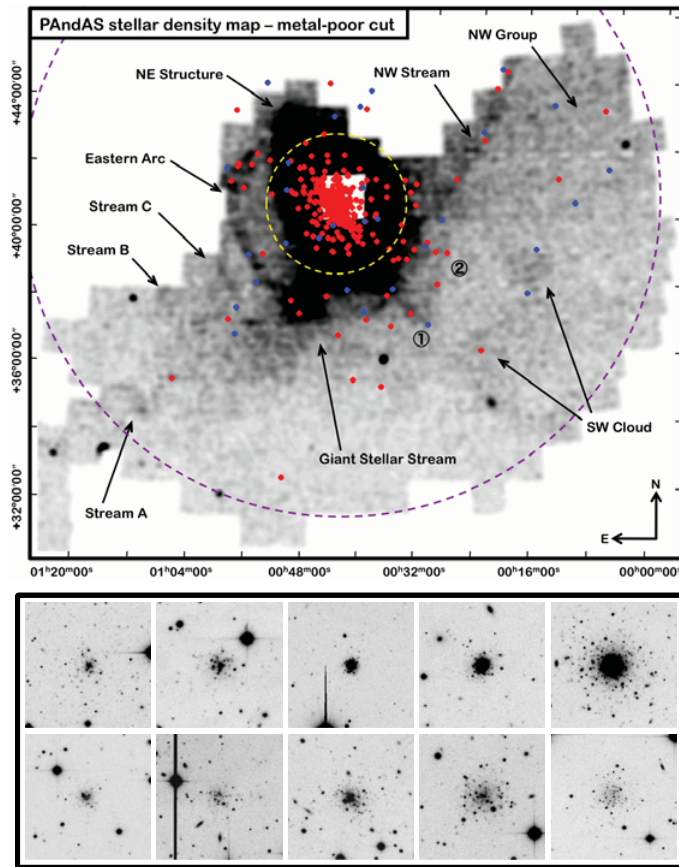 PAndAS stellar density map – metal-poor cut
NW Group
NE Structure
NW Stream
+44°00'00"
Eastern Arc
Stream C
+40°00'00"
Stream B
②
①
+36°00'00"
SW Cloud
Giant Stellar Stream
N
+32°00'00"
Stream A
E
01ʰ20ᵐ00ˢ 01ʰ04ᵐ00ˢ 00ʰ48ᵐ00ˢ 00ʰ32ᵐ00ˢ 00ʰ16ᵐ00ˢ 00ʰ00ᵐ00ˢ